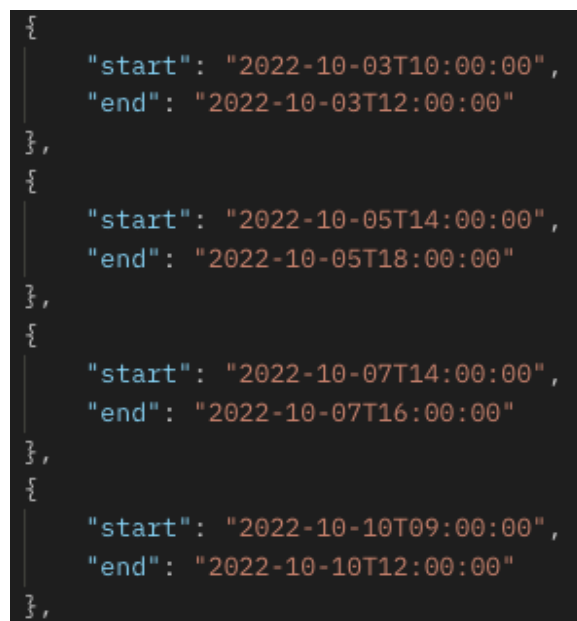 {
"start": "2022-10-03T10:00:00",
"end": "2022-10-03T12:00:00"
},
{
"start": "2022-10-05T14:00:00",
"end": "2022-10-05T18:00:00"
},
{
"start": "2022-10-07T14:00:00",
"end": "2022-10-07T16:00:00"
},
{
"start": "2022-10-10T09:00:00",
"end": "2022-10-10T12:00:00"
},